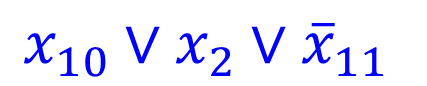 x₁₀ ∨ x₂ ∨ x̄₁₁